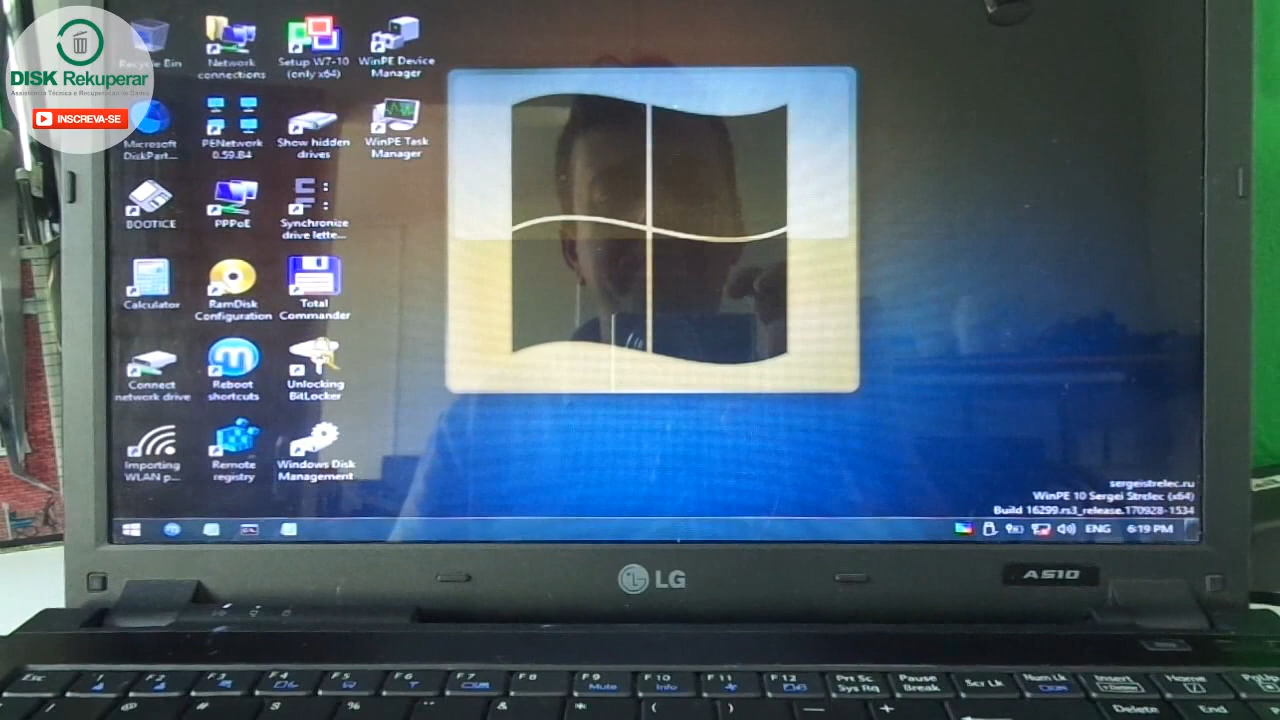 DISK Rekuperar
Assistência Técnica e Recuperação de Dados
INSCREVA-SE
Recycle Bin
Network
connections
Setup W7-10
(only x64)
WinPE Device
Manager
Microsoft
DiskPart...
PENetwork
0.59.B4
Show hidden
drives
WinPE Task
Manager
BOOTICE
PPPoE
Synchronize
drive lette...
Calculator
RamDisk
Configuration
Total
Commander
Connect
network drive
Reboot
shortcuts
Unlocking
BitLocker
Importing
WLAN p...
Remote
registry
Windows Disk
Management
sergeistrelec.ru
WinPE 10 Sergei Strelec (x64)
Build 16299.rs3_release.170928-1534
ENG 6:19 PM
LG
A510
Esc F1 F2 F3 F4 F5 F6 F7 F8 F9 Mute F10 Info F11 F12 Prt Sc Sys Rq Pause Break Scr Lk Num Lk Insert Home PgUp
! @ # $ % & * ( ) — + Delete End